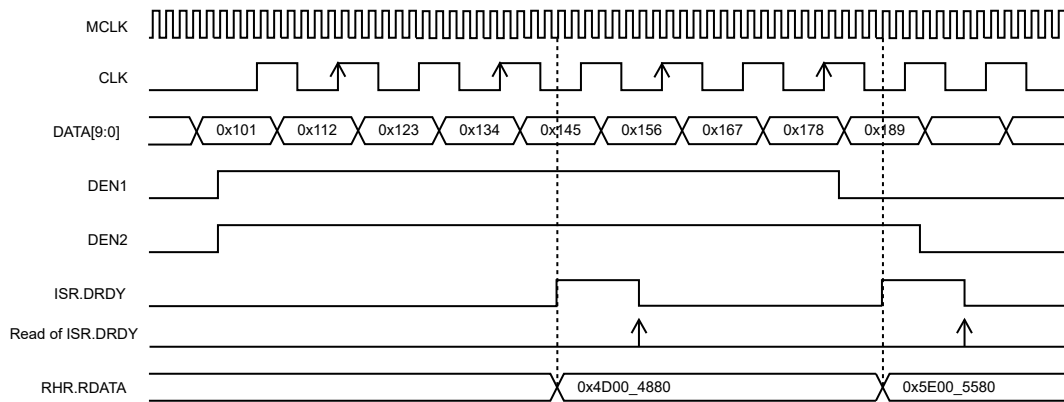 MCLK
CLK
DATA[9:0] 0x101 0x112 0x123 0x134 0x145 0x156 0x167 0x178 0x189
DEN1
DEN2
ISR.DRDY
Read of ISR.DRDY
RHR.RDATA 0x4D00_4880 0x5E00_5580